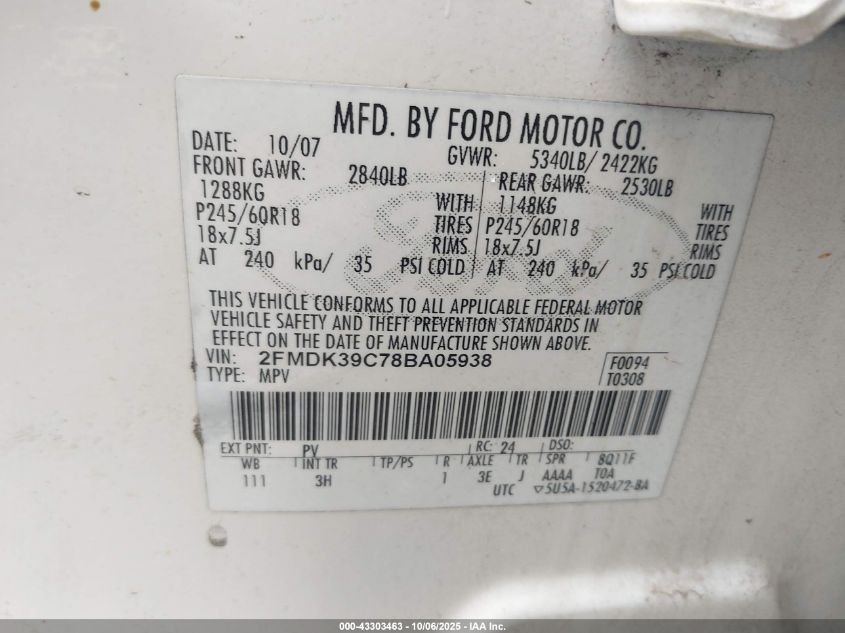 MFD. BY FORD MOTOR CO.
DATE: 10/07 GVWR: 5340LB/ 2422KG
FRONT GAWR: 2840LB REAR GAWR: 2530LB
1288KG WITH 1148KG WITH
P245/60R18 TIRES P245/60R18 TIRES
18x7.5J RIMS 18x7.5J RIMS
AT 240 kPa/ 35 PSI COLD AT 240 kPa/ 35 PSI COLD
Ford
THIS VEHICLE CONFORMS TO ALL APPLICABLE FEDERAL MOTOR
VEHICLE SAFETY AND THEFT PREVENTION STANDARDS IN
EFFECT ON THE DATE OF MANUFACTURE SHOWN ABOVE.
VIN: 2FMDK39C78BA05938 F0094
TYPE: MPV T0308
EXT PNT: PV RC: 24 DSO:
WB INT TR TP/PS R AXLE TR SPR 8Q11F
111 3H 1 3E J AAAA T0A
UTC ▽5U5A-1520472-BA
000-43303463 - 10/06/2025 - IAA Inc.